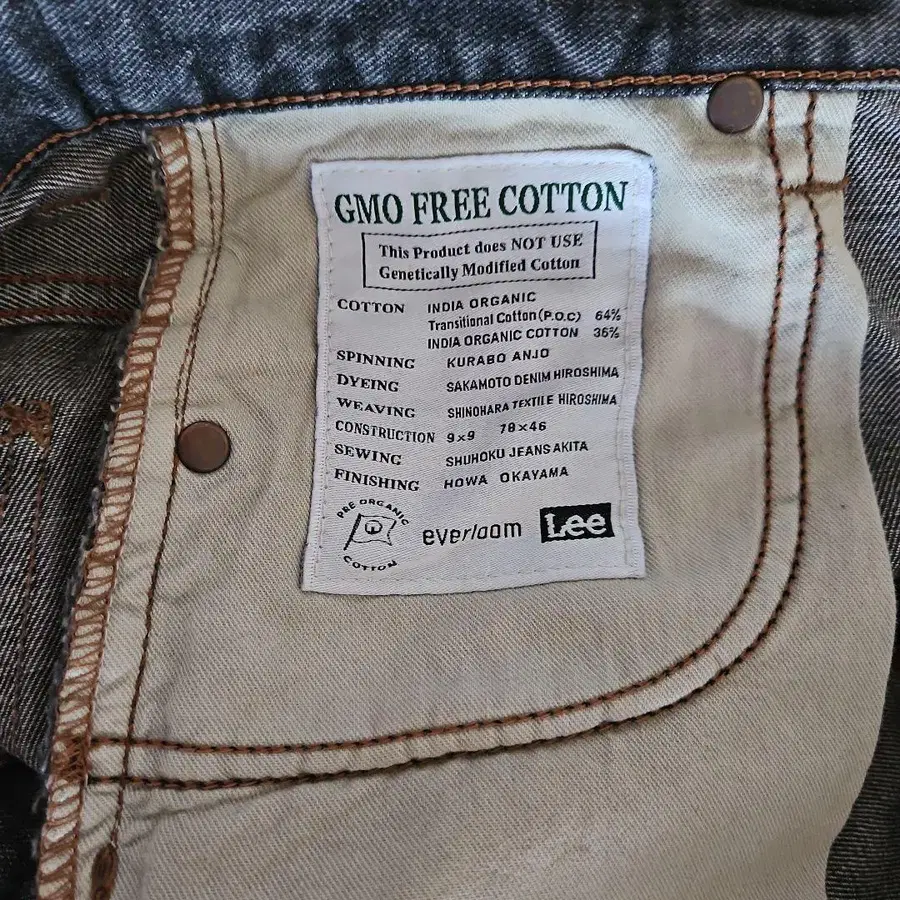 GMO FREE COTTON
This Product does NOT USE
Genetically Modified Cotton
COTTON INDIA ORGANIC
Transitional Cotton(P.O.C) 64%
INDIA ORGANIC COTTON 36%
SPINNING KURABO ANJO
DYEING SAKAMOTO DENIM HIROSHIMA
WEAVING SHINOHARA TEXTILE HIROSHIMA
CONSTRUCTION 9×9 78×46
SEWING SHUHOKU JEANS AKITA
FINISHING HOWA OKAYAMA
PRE ORGANIC
COTTON
everloom
Lee